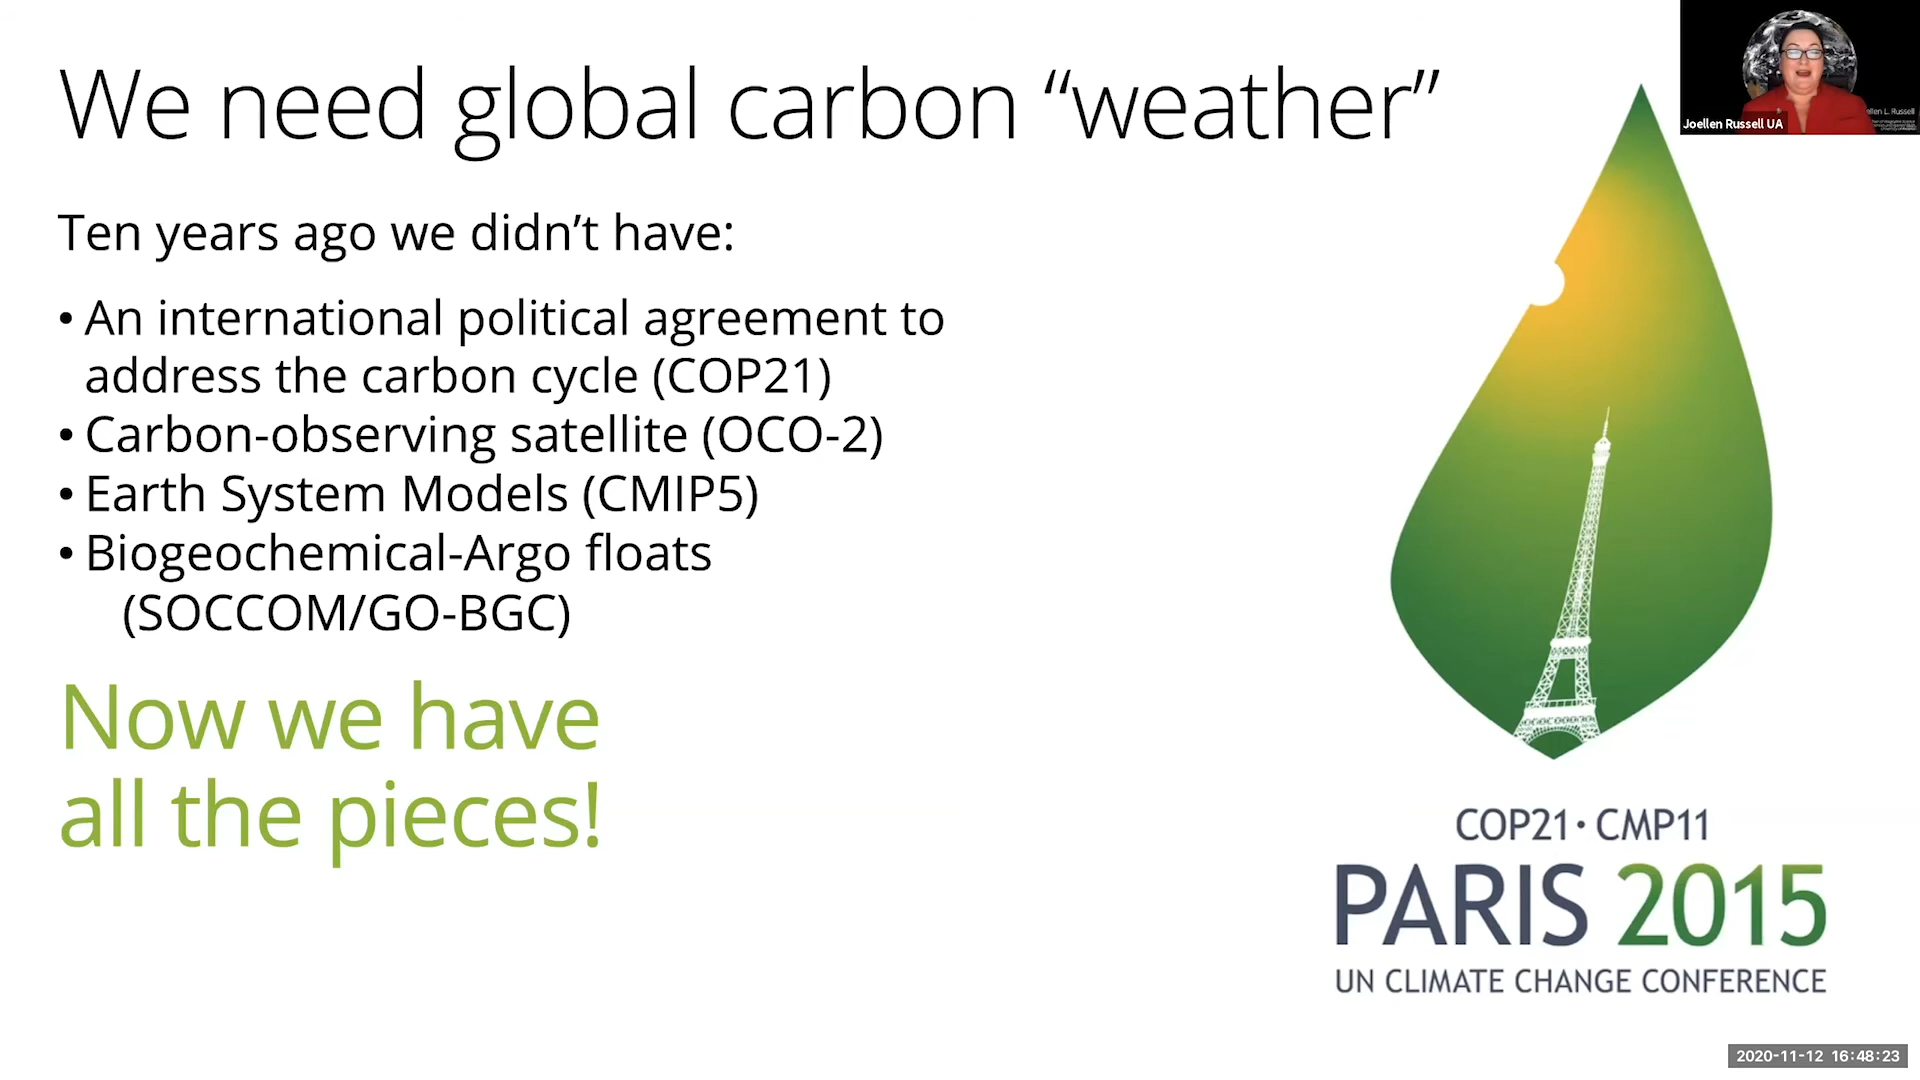 We need global carbon “weather”
Ten years ago we didn’t have:
• An international political agreement to
address the carbon cycle (COP21)
• Carbon-observing satellite (OCO-2)
• Earth System Models (CMIP5)
• Biogeochemical-Argo floats
(SOCCOM/GO-BGC)
Now we have
all the pieces!
Joellen Russell UA
L. Russell
COP21 • CMP11
PARIS 2015
UN CLIMATE CHANGE CONFERENCE
2020-11-12 16:48:23